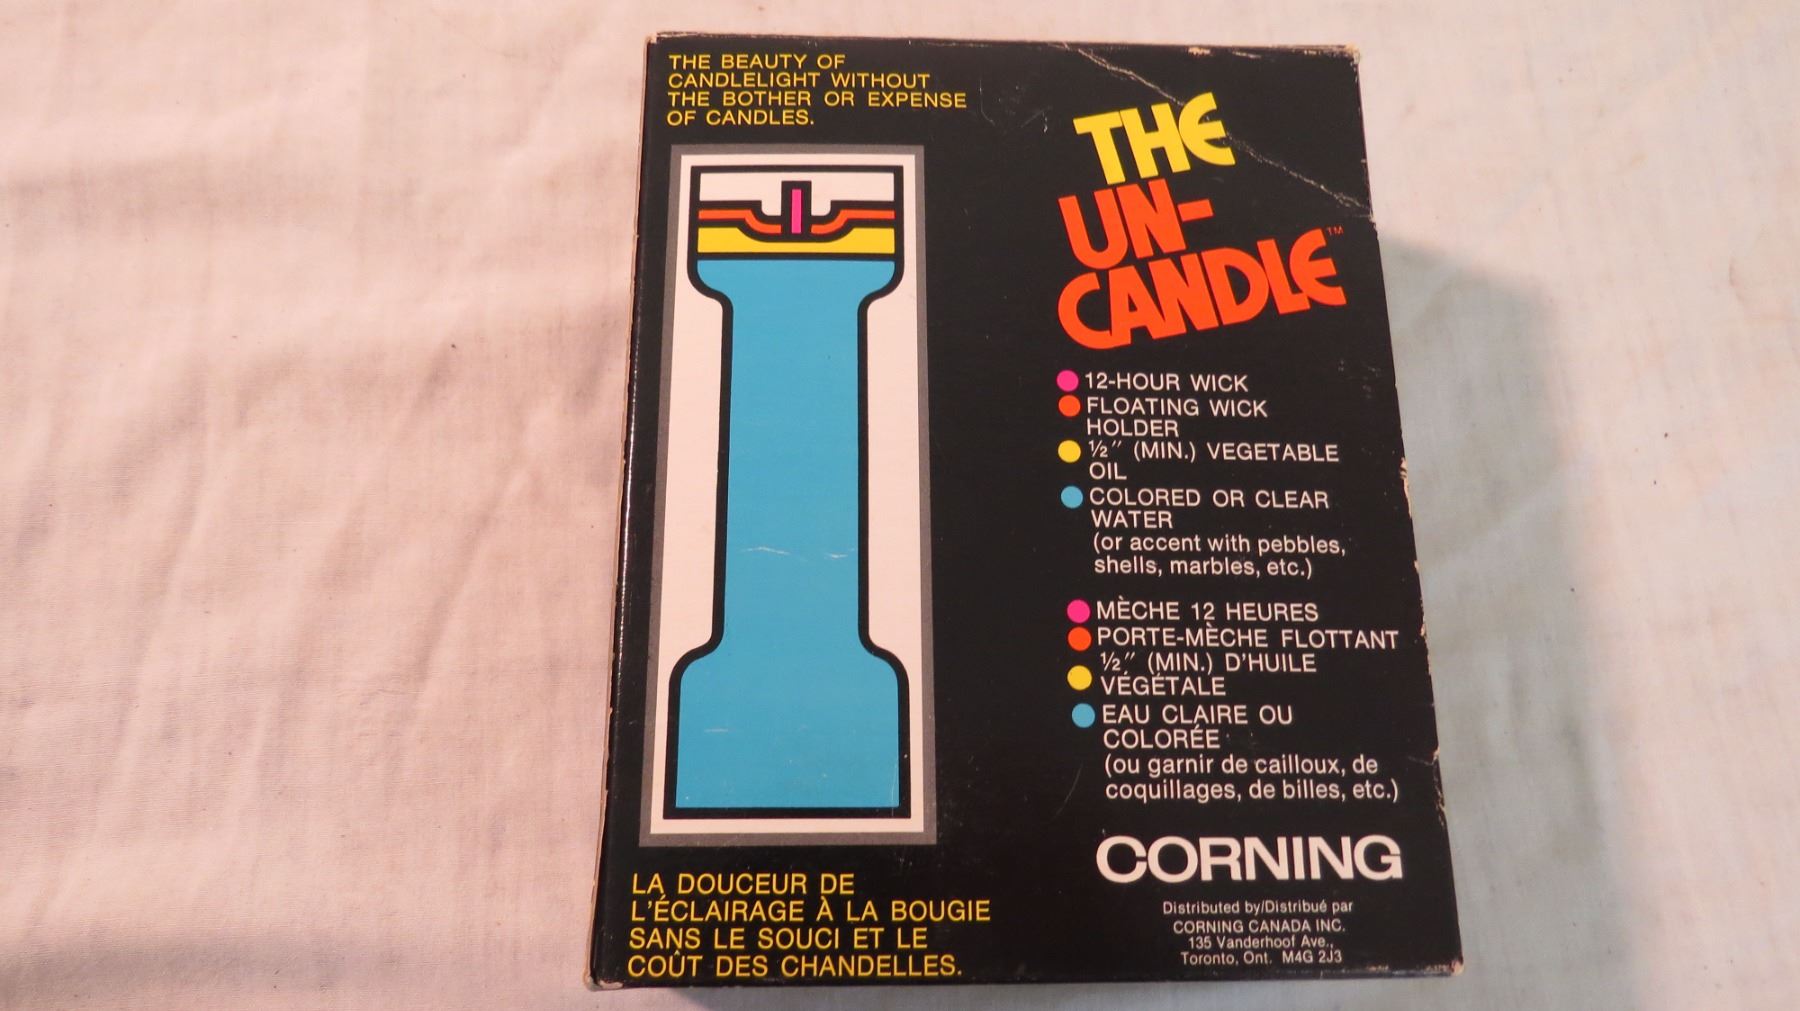 THE BEAUTY OF
CANDLELIGHT WITHOUT
THE BOTHER OR EXPENSE
OF CANDLES.
THE
UN-
CANDLE™
12-HOUR WICK
FLOATING WICK
HOLDER
½" (MIN.) VEGETABLE
OIL
COLORED OR CLEAR
WATER
(or accent with pebbles,
shells, marbles, etc.)
MÈCHE 12 HEURES
PORTE-MÈCHE FLOTTANT
½" (MIN.) D'HUILE
VÉGÉTALE
EAU CLAIRE OU
COLORÉE
(ou garnir de cailloux, de
coquillages, de billes, etc.)
LA DOUCEUR DE
L'ÉCLAIRAGE À LA BOUGIE
SANS LE SOUCI ET LE
COÛT DES CHANDELLES.
CORNING
Distributed by/Distribué par
CORNING CANADA INC.
135 Vanderhoof Ave.,
Toronto, Ont. M4G 2J3